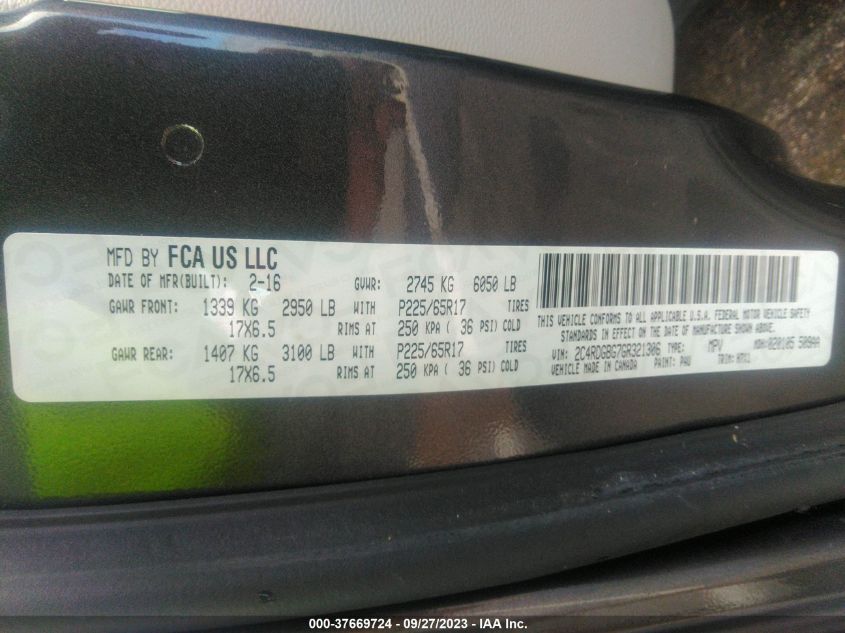 MFD BY FCA US LLC
DATE OF MFR(BUILT): 2-16 GVWR: 2745 KG 6050 LB
GAWR FRONT: 1339 KG 2950 LB WITH P225/65R17 TIRES
17X6.5 RIMS AT 250 KPA ( 36 PSI) COLD
GAWR REAR: 1407 KG 3100 LB WITH P225/65R17 TIRES
17X6.5 RIMS AT 250 KPA ( 36 PSI) COLD
THIS VEHICLE CONFORMS TO ALL APPLICABLE U.S.A. FEDERAL MOTOR VEHICLE SAFETY
STANDARDS IN EFFECT ON THE DATE OF MANUFACTURE SHOWN ABOVE.
VIN: 2C4RDGBG7GR321306 TYPE: MPV MDH: 020105 509AA
VEHICLE MADE IN CANADA PAINT: PAU TRIM:
000-37669724 - 09/27/2023 - IAA Inc.